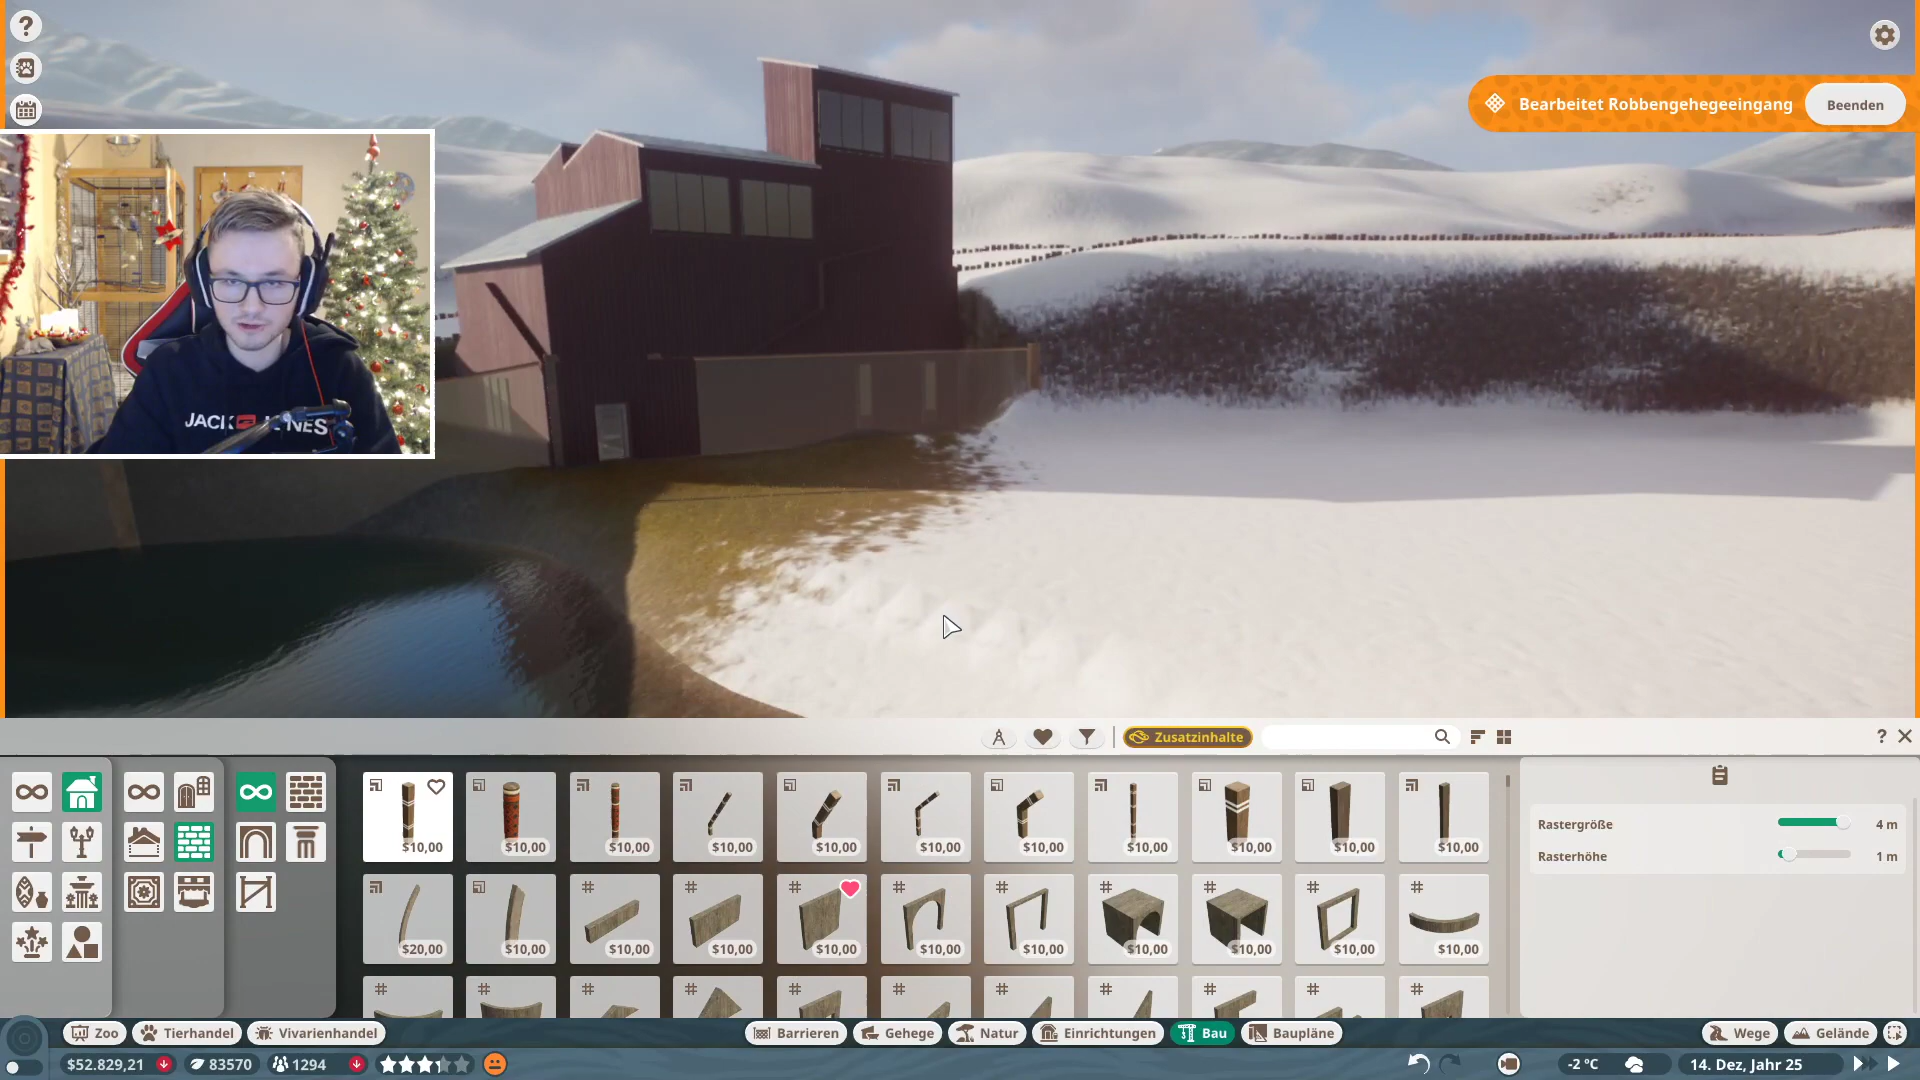 ?
Bearbeitet Robbengehegeeingang
Beenden
JACK JONES
Zusatzinhalte
?
$10,00 $10,00 $10,00 $10,00 $10,00 $10,00 $10,00 $10,00 $10,00 $10,00 $10,00
$20,00 $10,00 $10,00 $10,00 $10,00 $10,00 $10,00 $10,00 $10,00 $10,00 $10,00
Rastergröße 4 m
Rasterhöhe 1 m
Zoo Tierhandel Vivarienhandel Barrieren Gehege Natur Einrichtungen Bau Baupläne Wege Gelände
$52.829,21 83570 1294 -2 °C 14. Dez, Jahr 25